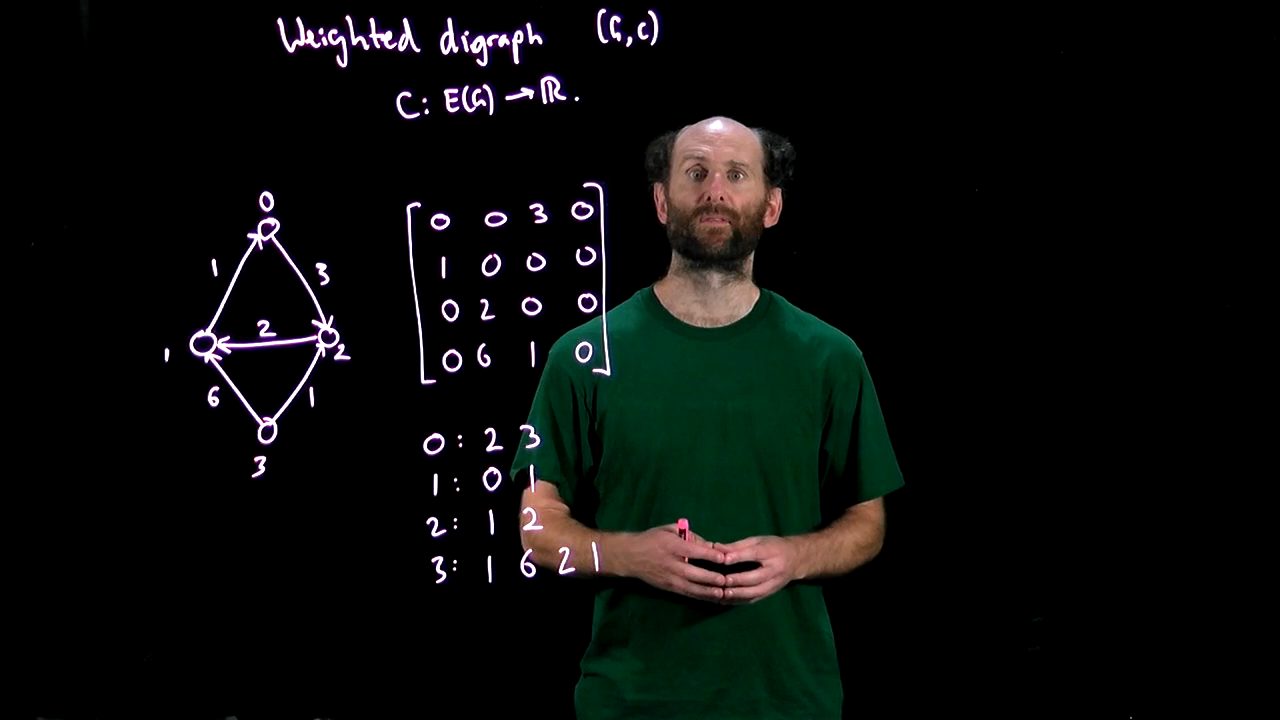 Weighted digraph (G,c)
C: E(G) → ℝ.
0
1 3
2
1 2
6 1
3
0 0 3 0
1 0 0 0
0 2 0 0
0 6 1 0
0: 2 3
1: 0 1
2: 1 2
3: 1 6 2 1